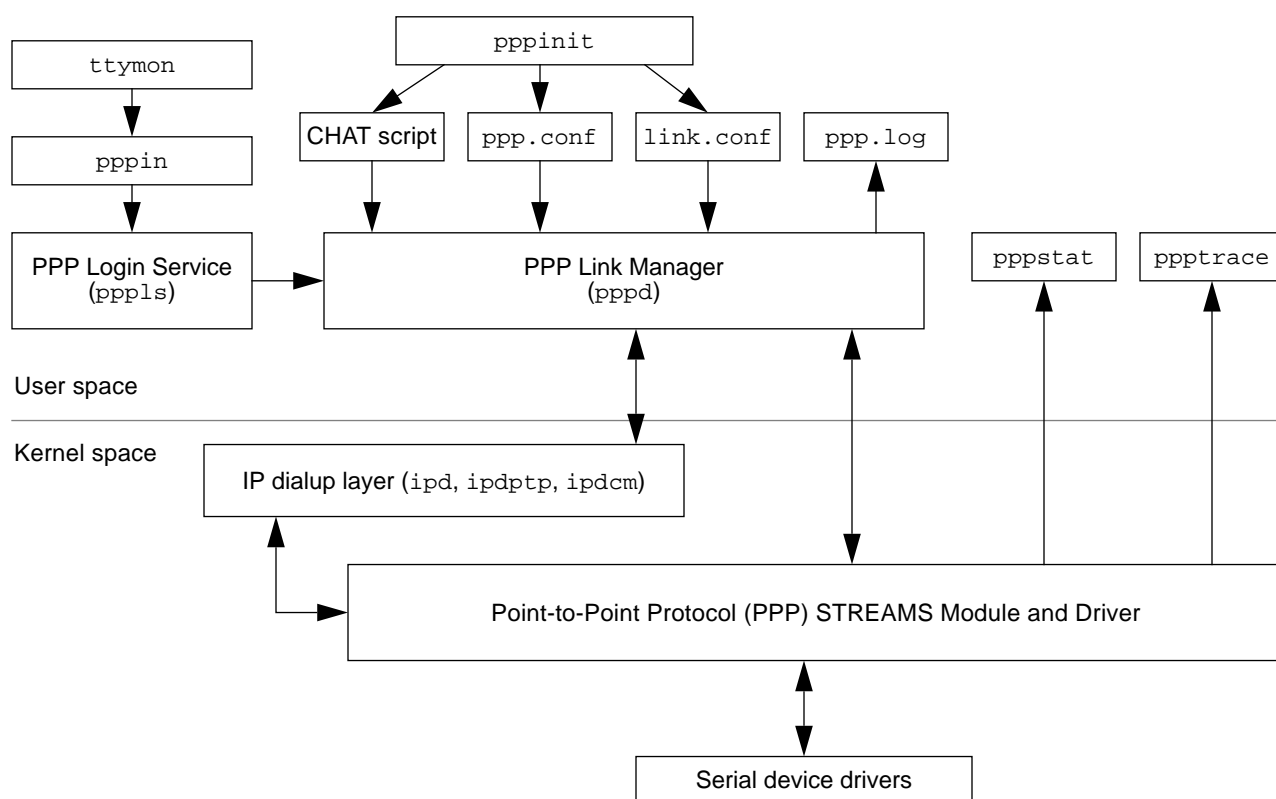 pppinit
ttymon
CHAT script
ppp.conf
link.conf
ppp.log
pppin
PPP Login Service
(pppls)
PPP Link Manager
(pppd)
pppstat
ppptrace
User space
Kernel space
IP dialup layer (ipd, ipdptp, ipdcm)
Point-to-Point Protocol (PPP) STREAMS Module and Driver
Serial device drivers